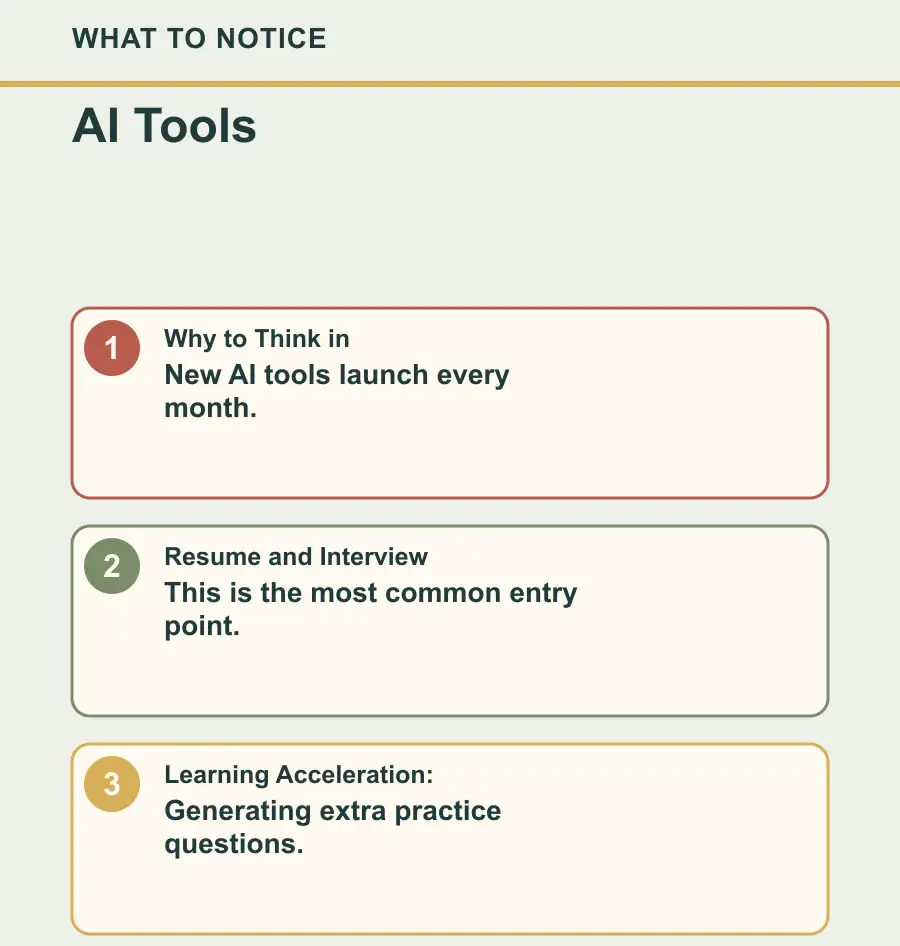 WHAT TO NOTICE
AI Tools
1
Why to Think in
New AI tools launch every
month.
2
Resume and Interview
This is the most common entry
point.
3
Learning Acceleration:
Generating extra practice
questions.